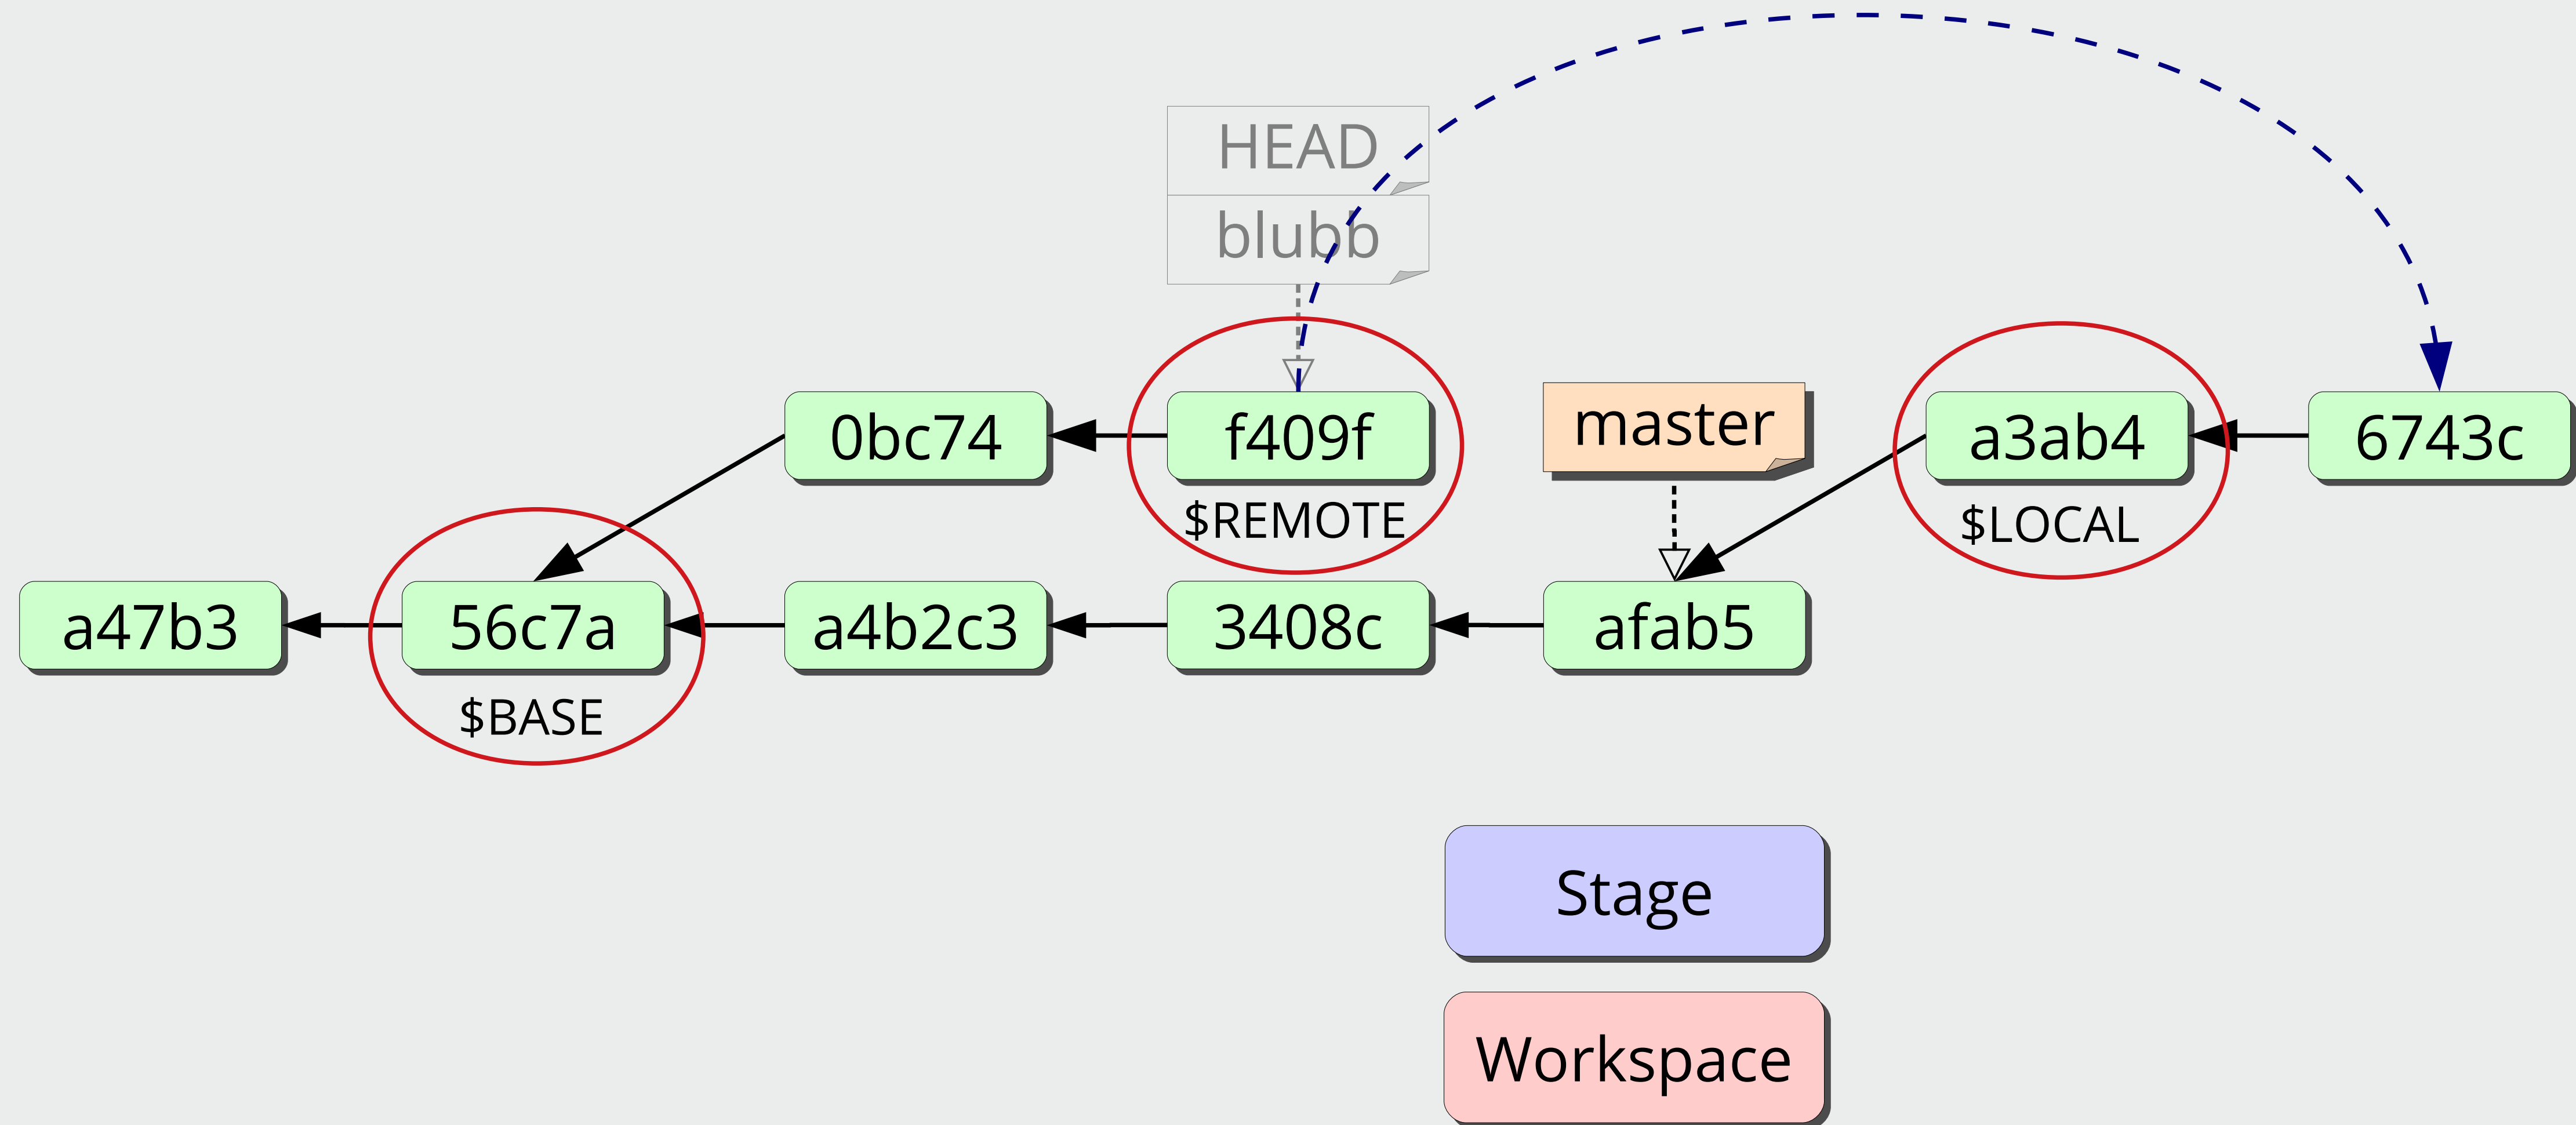 HEAD
blubb
0bc74
f409f
master
a3ab4
6743c
$REMOTE
$LOCAL
a47b3
56c7a
a4b2c3
3408c
afab5
$BASE
Stage
Workspace